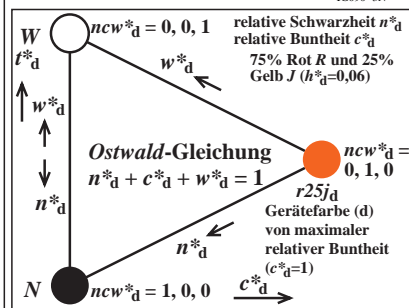 W ncw*d = 0, 0, 1
t*d
relative Schwarzheit n*d
relative Buntheit c*d
75% Rot R und 25%
Gelb J (h*d=0,06)
w*d
w*d
n*d
Ostwald-Gleichung
n*d + c*d + w*d = 1
ncw*d =
0, 1, 0
r25jd
Gerätefarbe (d)
von maximaler
relativer Buntheit
(c*d=1)
n*d
N ncw*d = 1, 0, 0
c*d